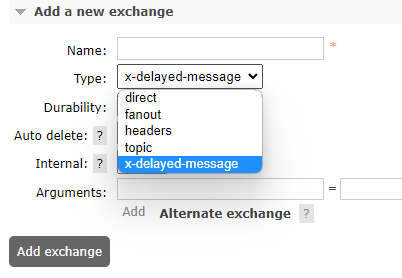 Add a new exchange
Name: *
Type: x-delayed-message
direct
Durability:
fanout
headers
Auto delete: ?
topic
Internal: ?
x-delayed-message
Arguments: =
Add Alternate exchange ?
Add exchange